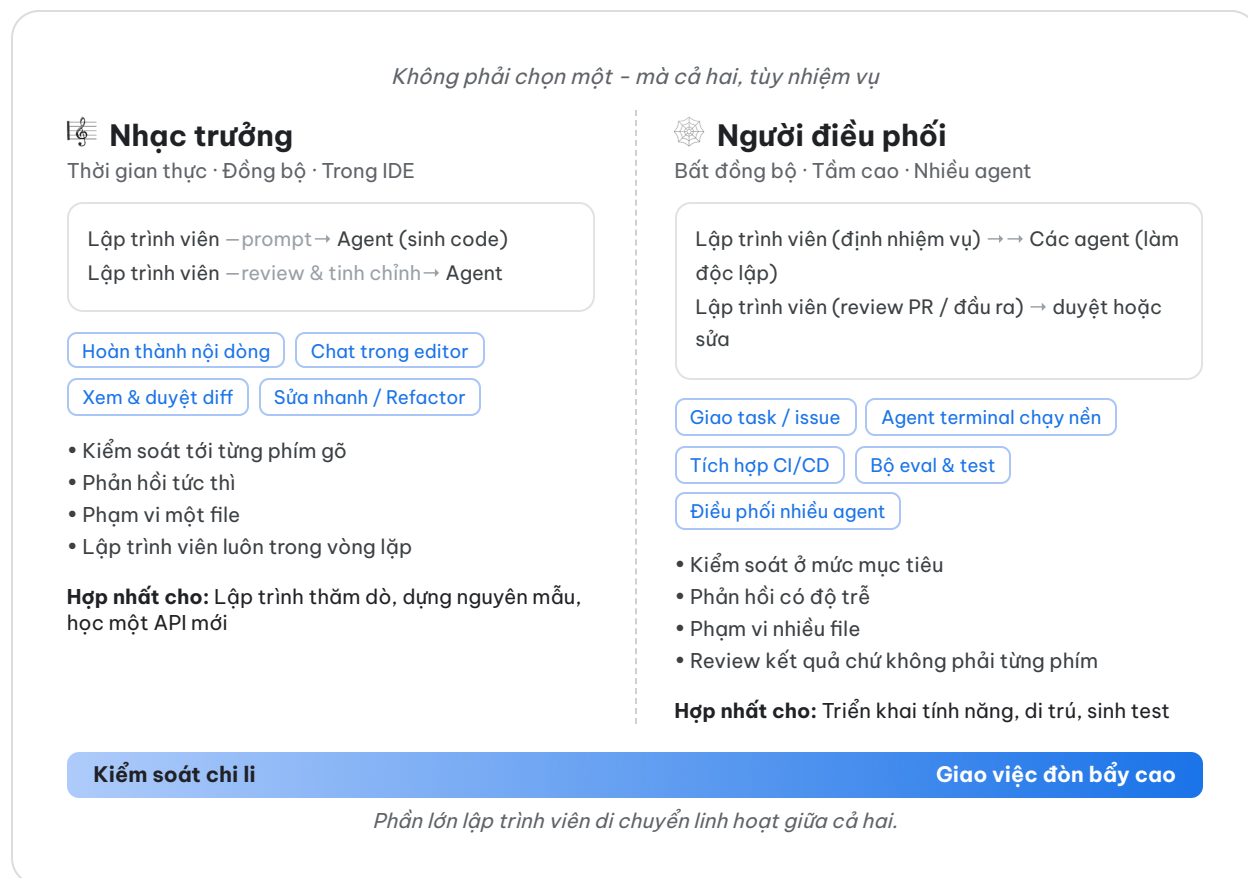 Không phải chọn một - mà cả hai, tùy nhiệm vụ
Nhạc trưởng
Thời gian thực · Đồng bộ · Trong IDE
Lập trình viên —prompt→ Agent (sinh code)
Lập trình viên —review & tinh chỉnh→ Agent
Hoàn thành nội dòng
Chat trong editor
Xem & duyệt diff
Sửa nhanh / Refactor
• Kiểm soát tới từng phím gõ
• Phản hồi tức thì
• Phạm vi một file
• Lập trình viên luôn trong vòng lặp
Hợp nhất cho: Lập trình thăm dò, dựng nguyên mẫu,
học một API mới
Người điều phối
Bất đồng bộ · Tầm cao · Nhiều agent
Lập trình viên (định nhiệm vụ) →→ Các agent (làm
độc lập)
Lập trình viên (review PR / đầu ra) → duyệt hoặc
sửa
Giao task / issue
Agent terminal chạy nền
Tích hợp CI/CD
Bộ eval & test
Điều phối nhiều agent
• Kiểm soát ở mức mục tiêu
• Phản hồi có độ trễ
• Phạm vi nhiều file
• Review kết quả chứ không phải từng phím
Hợp nhất cho: Triển khai tính năng, di trú, sinh test
Kiểm soát chi li
Giao việc đòn bẩy cao
Phần lớn lập trình viên di chuyển linh hoạt giữa cả hai.